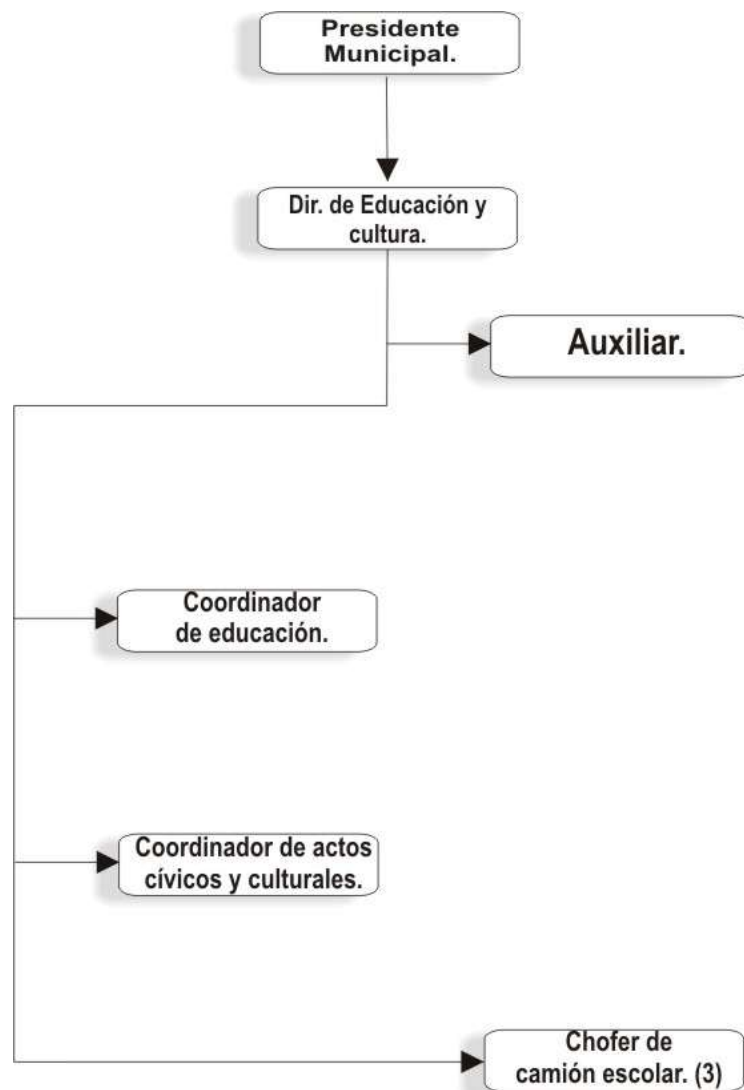 Presidente
Municipal.
Dir. de Educación y
cultura.
Auxiliar.
Coordinador
de educación.
Coordinador de actos
cívicos y culturales.
Chofer de
camión escolar. (3)